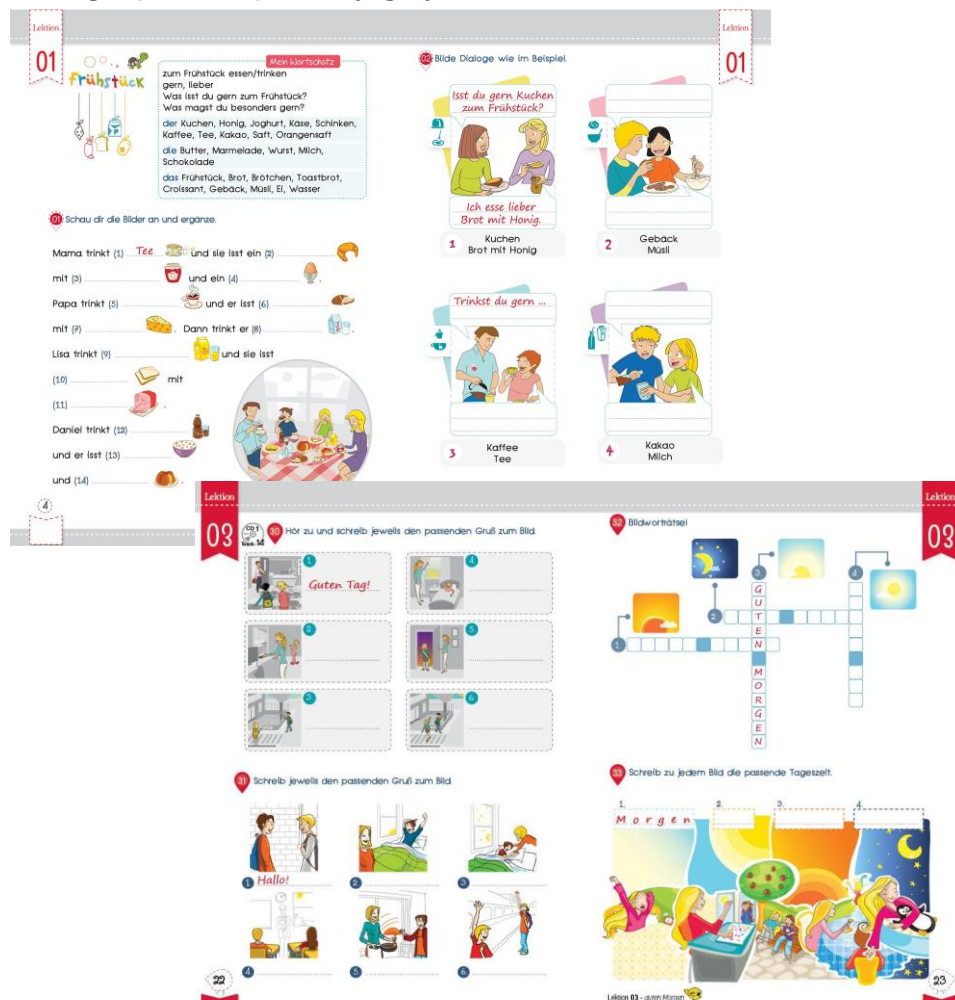 Lektion
01
Frühstück
Mein Wortschatz
zum Frühstück essen/trinken
gern, lieber
Was isst du gern zum Frühstück?
Was magst du besonders gern?
der Kuchen, Honig, Joghurt, Käse, Schinken,
Kaffee, Tee, Kakao, Saft, Orangensaft
die Butter, Marmelade, Wurst, Milch,
Schokolade
das Frühstück, Brot, Brötchen, Toastbrot,
Croissant, Gebäck, Müsli, Ei, Wasser
01 Schau dir die Bilder an und ergänze.
Mama trinkt (1) Tee und sie isst ein (2)
mit (3) und ein (4) .
Papa trinkt (5) und er isst (6)
mit (7) . Dann trinkt er (8) .
Lisa trinkt (9) und sie isst
(10) mit
(11) .
Daniel trinkt (12)
und er isst (13)
und (14) .
4
Lektion
01
02 Bilde Dialoge wie im Beispiel.
Isst du gern Kuchen
zum Frühstück?
Ich esse lieber
Brot mit Honig.
1 Kuchen
Brot mit Honig
2 Gebäck
Müsli
Trinkst du gern ...
3 Kaffee
Tee
4 Kakao
Milch
Lektion
03
CD 1
14
30 Hör zu und schreib jeweils den passenden Gruß zum Bild.
1. Guten Tag!
2.
3.
4.
5.
6.
31 Schreib jeweils den passenden Gruß zum Bild.
1 Hallo!
2
3
4
5
6
22
Lektion
03
32 Bildworträtsel
1
2
3
4
GUTEN MORGEN
33 Schreib zu jedem Bild die passende Tageszeit.
1. Morgen
2.
3.
4.
Lektion 03 - guten Morgen
23